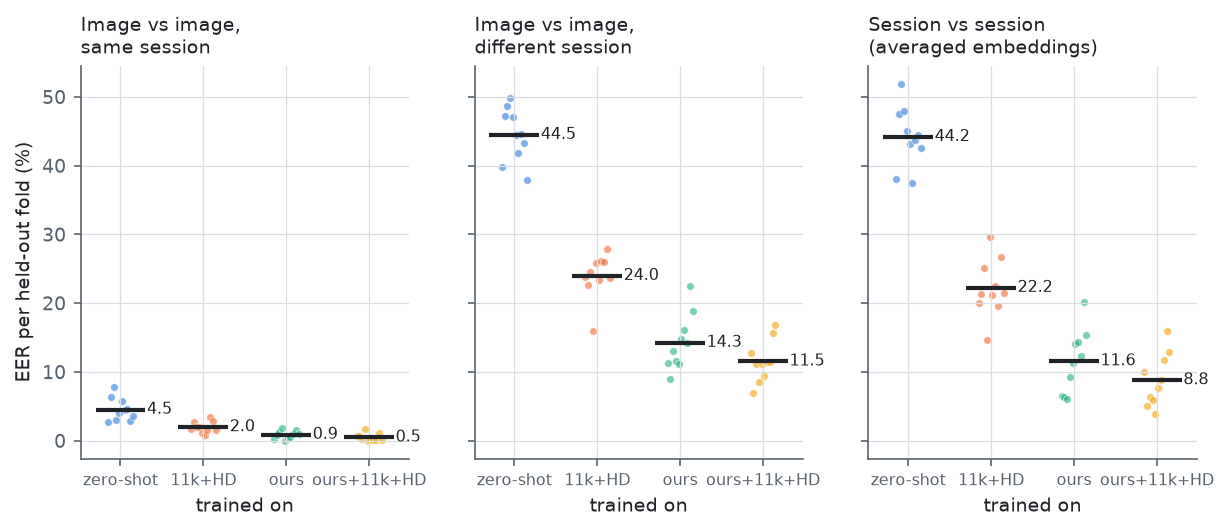 Image vs image,
same session
Image vs image,
different session
Session vs session
(averaged embeddings)
EER per held-out fold (%)
50
40
30
20
10
0
4.5
2.0
0.9
0.5
44.5
24.0
14.3
11.5
44.2
22.2
11.6
8.8
zero-shot 11k+HD ours ours+11k+HD
zero-shot 11k+HD ours ours+11k+HD
zero-shot 11k+HD ours ours+11k+HD
trained on
trained on
trained on